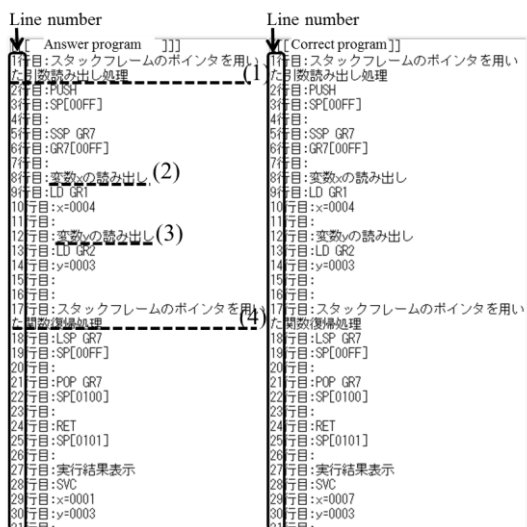 Line number
[[[ Answer program ]]]
1行目:スタックフレームのポインタを用い
た引数読み出し処理
(1)
2行目:PUSH
3行目:SP[00FF]
4行目:
5行目:SSP GR7
6行目:GR7[00FF]
7行目:
8行目:変数xの読み出し
(2)
9行目:LD GR1
10行目:x=0004
11行目:
12行目:変数yの読み出し
(3)
13行目:LD GR2
14行目:y=0003
15行目:
16行目:
17行目:スタックフレームのポインタを用い
た関数復帰処理
(4)
18行目:LSP GR7
19行目:SP[00FF]
20行目:
21行目:POP GR7
22行目:SP[0100]
23行目:
24行目:RET
25行目:SP[0101]
26行目:
27行目:実行結果表示
28行目:SVC
29行目:x=0001
30行目:y=0003
Line number
[[[Correct program]]]
1行目:スタックフレームのポインタを用い
た引数読み出し処理
2行目:PUSH
3行目:SP[00FF]
4行目:
5行目:SSP GR7
6行目:GR7[00FF]
7行目:
8行目:変数xの読み出し
9行目:LD GR1
10行目:x=0004
11行目:
12行目:変数yの読み出し
13行目:LD GR2
14行目:y=0003
15行目:
16行目:
17行目:スタックフレームのポインタを用い
た関数復帰処理
18行目:LSP GR7
19行目:SP[00FF]
20行目:
21行目:POP GR7
22行目:SP[0100]
23行目:
24行目:RET
25行目:SP[0101]
26行目:
27行目:実行結果表示
28行目:SVC
29行目:x=0007
30行目:y=0003